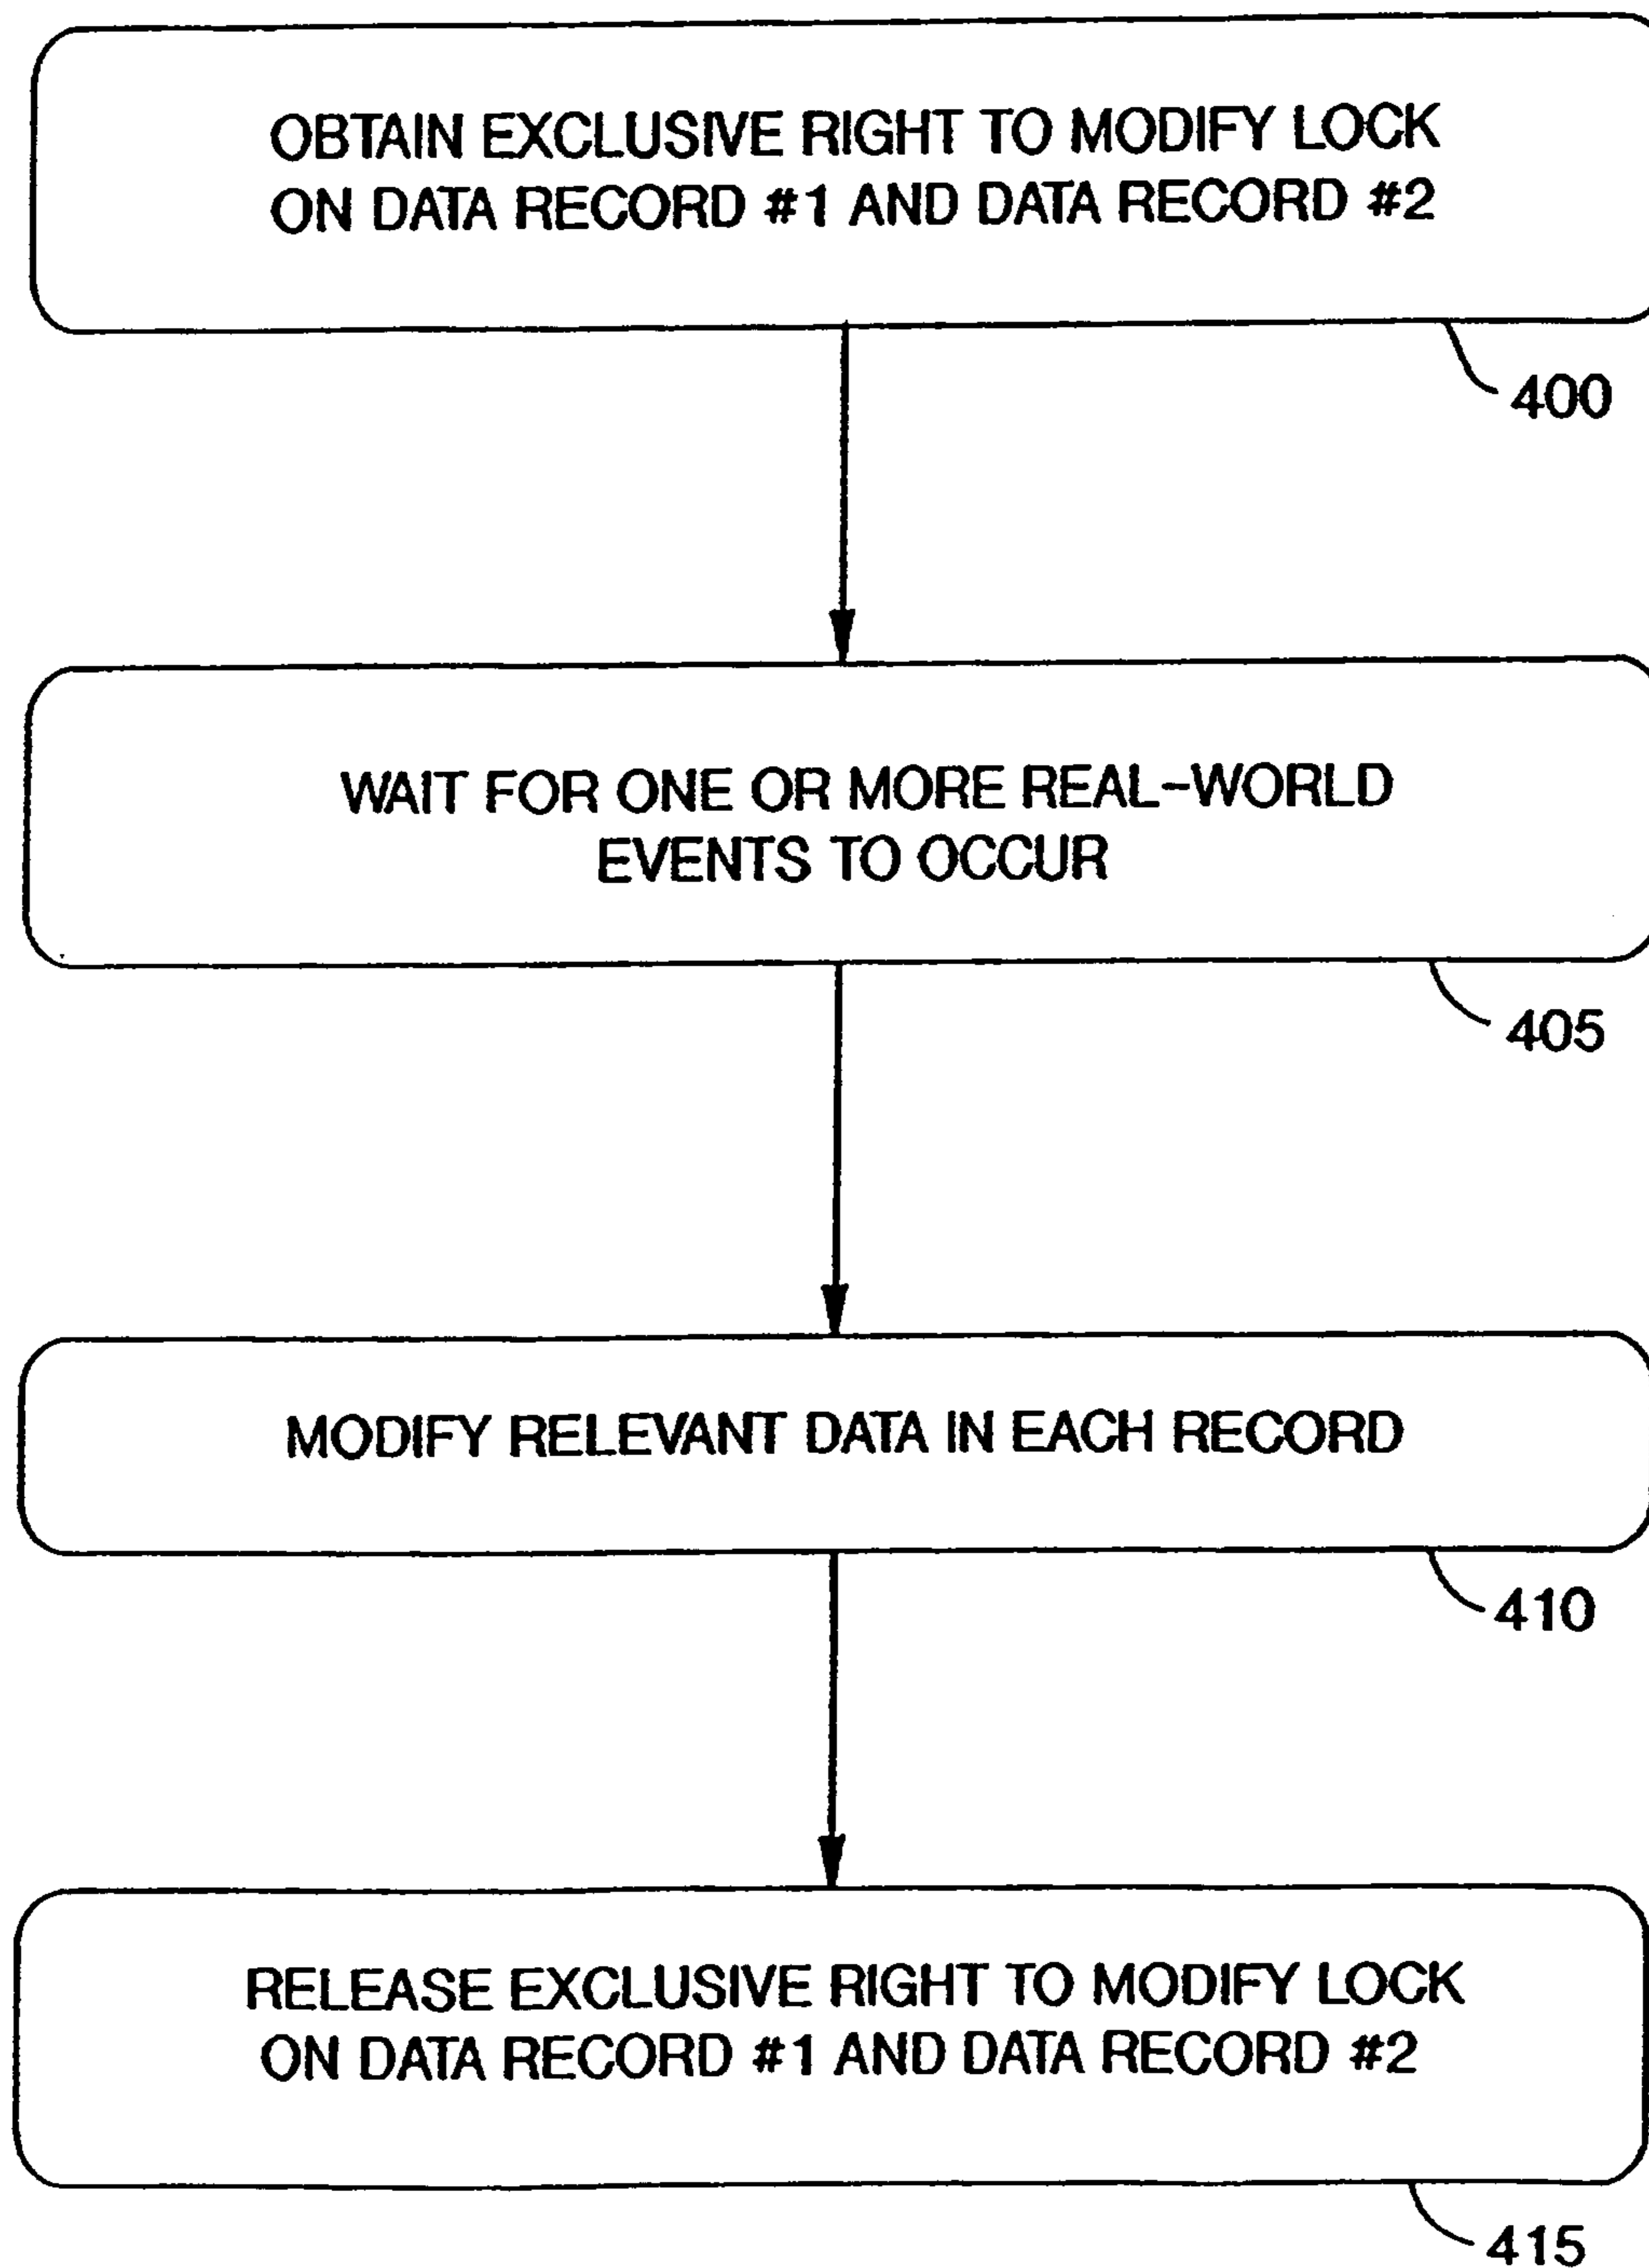 OBTAIN EXCLUSIVE RIGHT TO MODIFY LOCK
ON DATA RECORD #1 AND DATA RECORD #2
400
WAIT FOR ONE OR MORE REAL-WORLD
EVENTS TO OCCUR
405
MODIFY RELEVANT DATA IN EACH RECORD
410
RELEASE EXCLUSIVE RIGHT TO MODIFY LOCK
ON DATA RECORD #1 AND DATA RECORD #2
415